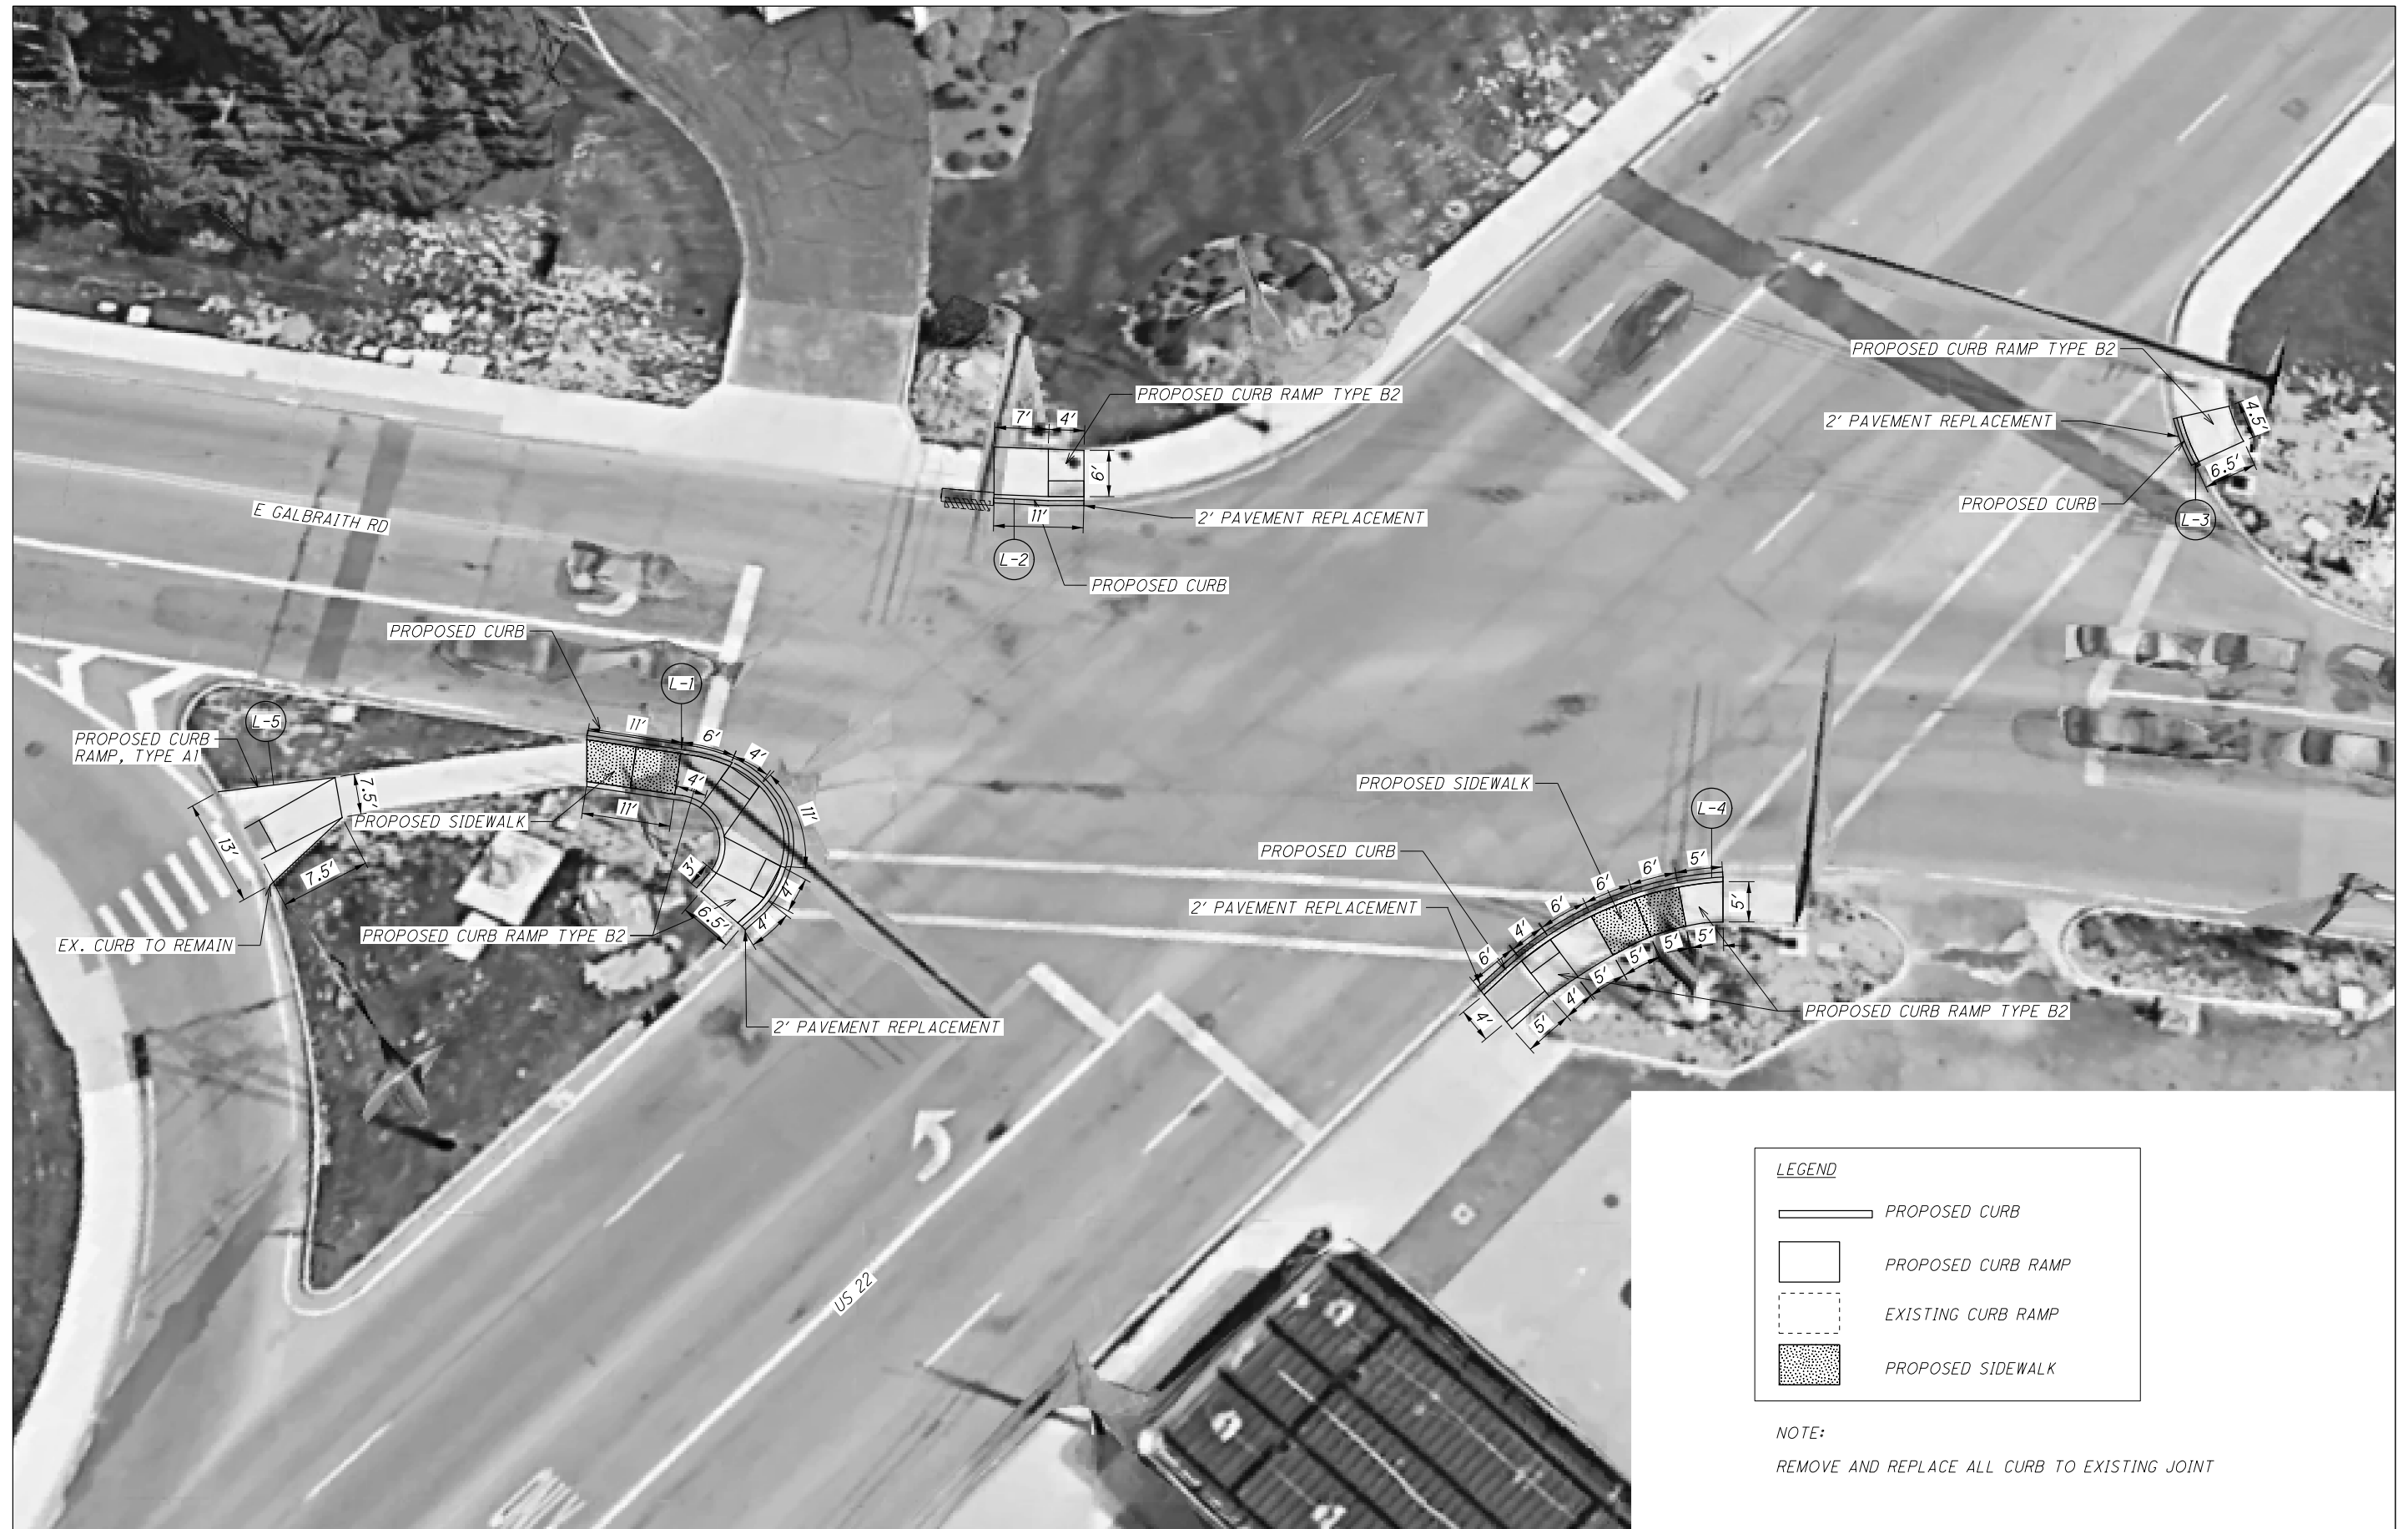 PROPOSED CURB RAMP TYPE B2
2' PAVEMENT REPLACEMENT
4.5'
6.5'
PROPOSED CURB
L-3
PROPOSED CURB RAMP TYPE B2
7'
4'
6'
11'
2' PAVEMENT REPLACEMENT
L-2
PROPOSED CURB
E GALBRAITH RD
PROPOSED CURB
L-1
11'
6'
4'
4'
11'
11'
PROPOSED SIDEWALK
3'
6.5'
4'
4'
PROPOSED CURB RAMP TYPE B2
2' PAVEMENT REPLACEMENT
L-5
PROPOSED CURB
RAMP, TYPE A1
7.5'
13'
7.5'
EX. CURB TO REMAIN
PROPOSED SIDEWALK
L-4
PROPOSED CURB
2' PAVEMENT REPLACEMENT
6'
4'
6'
6'
6'
5'
5'
4'
5'
4'
5'
5'
5'
5'
PROPOSED CURB RAMP TYPE B2
US 22
LEGEND
PROPOSED CURB
PROPOSED CURB RAMP
EXISTING CURB RAMP
PROPOSED SIDEWALK
NOTE:
REMOVE AND REPLACE ALL CURB TO EXISTING JOINT